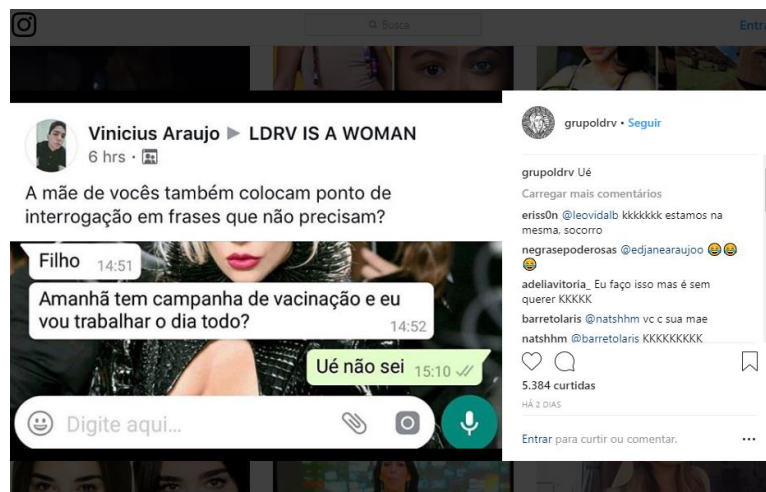 Busca
Entrar
Vinicius Araujo ▶ LDRV IS A WOMAN
6 hrs ·
A mãe de vocês também colocam ponto de
interrogação em frases que não precisam?
Filho 14:51
Amanhã tem campanha de vacinação e eu
vou trabalhar o dia todo?
14:52
Ué não sei 15:10
Digite aqui...
grupoldrv • Seguir
grupoldrv Ué
Carregar mais comentários
eriss0n @leovidalb kkkkkkk estamos na
mesma, socorro
negrasepoderosas @edjanearaujoo 😂😂
😂
adeliavitoria_ Eu faço isso mas é sem
querer KKKKK
barretolaris @natshhm vc c sua mae
natshhm @barretolaris KKKKKKKKK
5.384 curtidas
HÁ 2 DIAS
Entrar para curtir ou comentar.